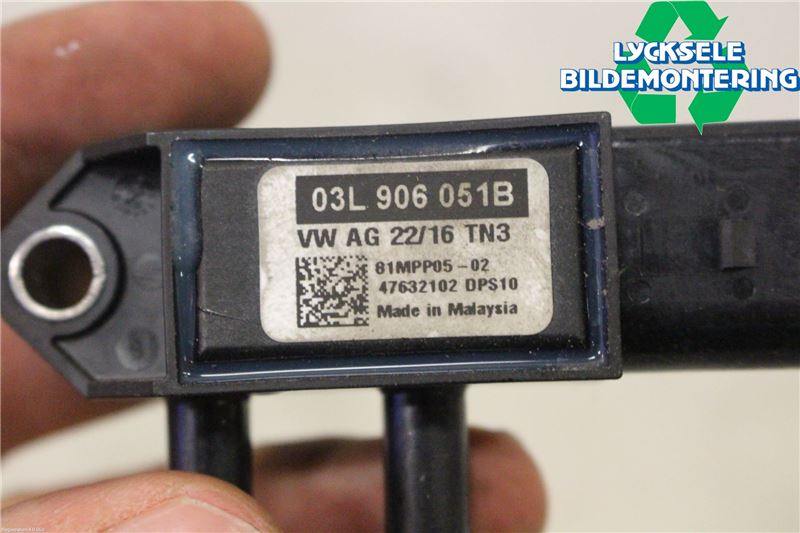 LYCKSELE
BILDEMONTERING
03L 906 051B
VW AG 22/16 TN3
81MPP05-02
47632102 DPS10
Made in Malaysia